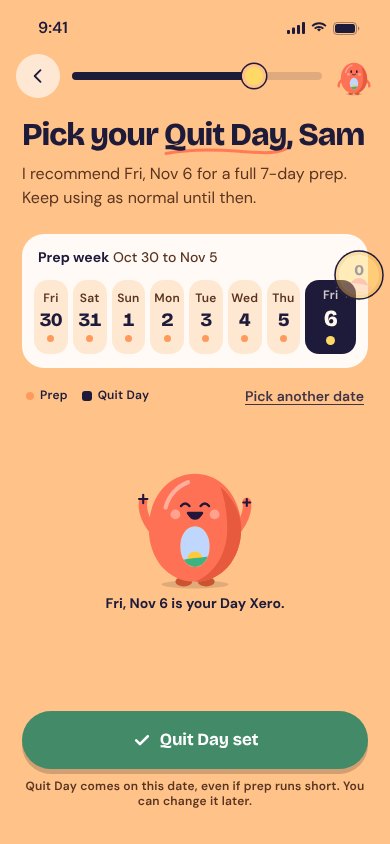 9:41
Pick your Quit Day, Sam
I recommend Fri, Nov 6 for a full 7-day prep.
Keep using as normal until then.
Prep week Oct 30 to Nov 5
0
Fri Sat Sun Mon Tue Wed Thu Fri
30 31 1 2 3 4 5 6
Prep Quit Day Pick another date
Fri, Nov 6 is your Day Xero.
Quit Day set
Quit Day comes on this date, even if prep runs short. You
can change it later.